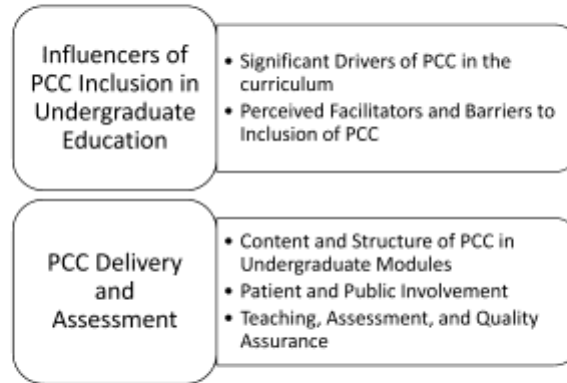 Influencers of
PCC Inclusion in
Undergraduate
Education
• Significant Drivers of PCC in the
curriculum
• Perceived Facilitators and Barriers to
Inclusion of PCC
PCC Delivery
and
Assessment
• Content and Structure of PCC in
Undergraduate Modules
• Patient and Public Involvement
• Teaching, Assessment, and Quality
Assurance